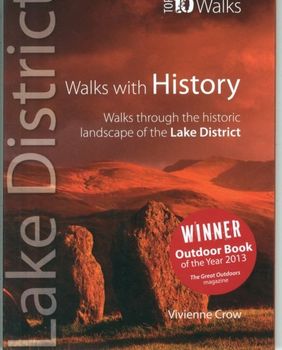 TOP 10 Walks
Lake District
Walks with History
Walks through the historic
landscape of the Lake District
WINNER
Outdoor Book
of the Year 2013
The Great Outdoors
magazine
Vivienne Crow